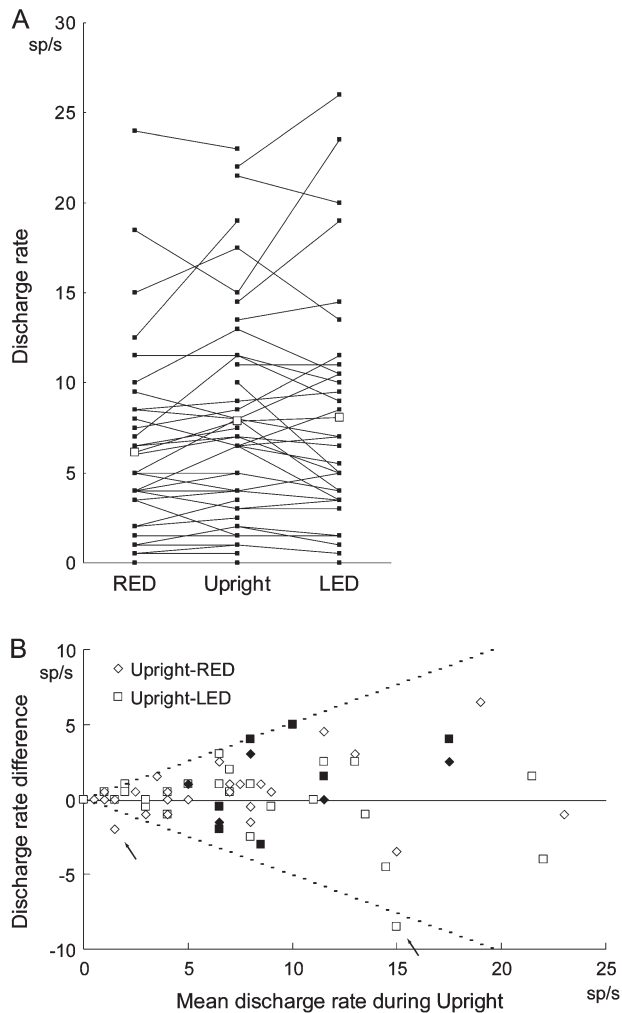 A
sp/s
30
25
20
15
10
5
0
Discharge rate
RED Upright LED
B
sp/s
10
5
0
-5
-10
Discharge rate difference
Upright-RED
Upright-LED
0 5 10 15 20 25
sp/s
Mean discharge rate during Upright